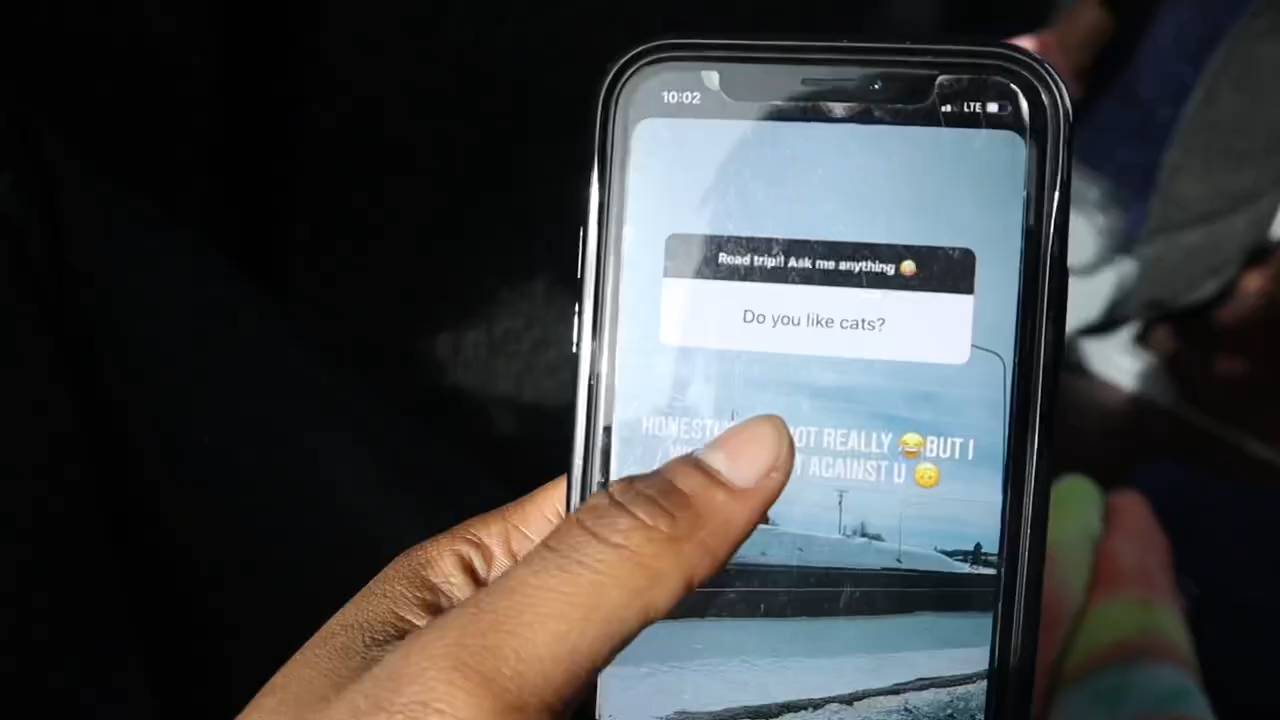 10:02
LTE
Road trip!! Ask me anything 😄
Do you like cats?
REALLY 😂 BUT I
AGAINST U 🙃